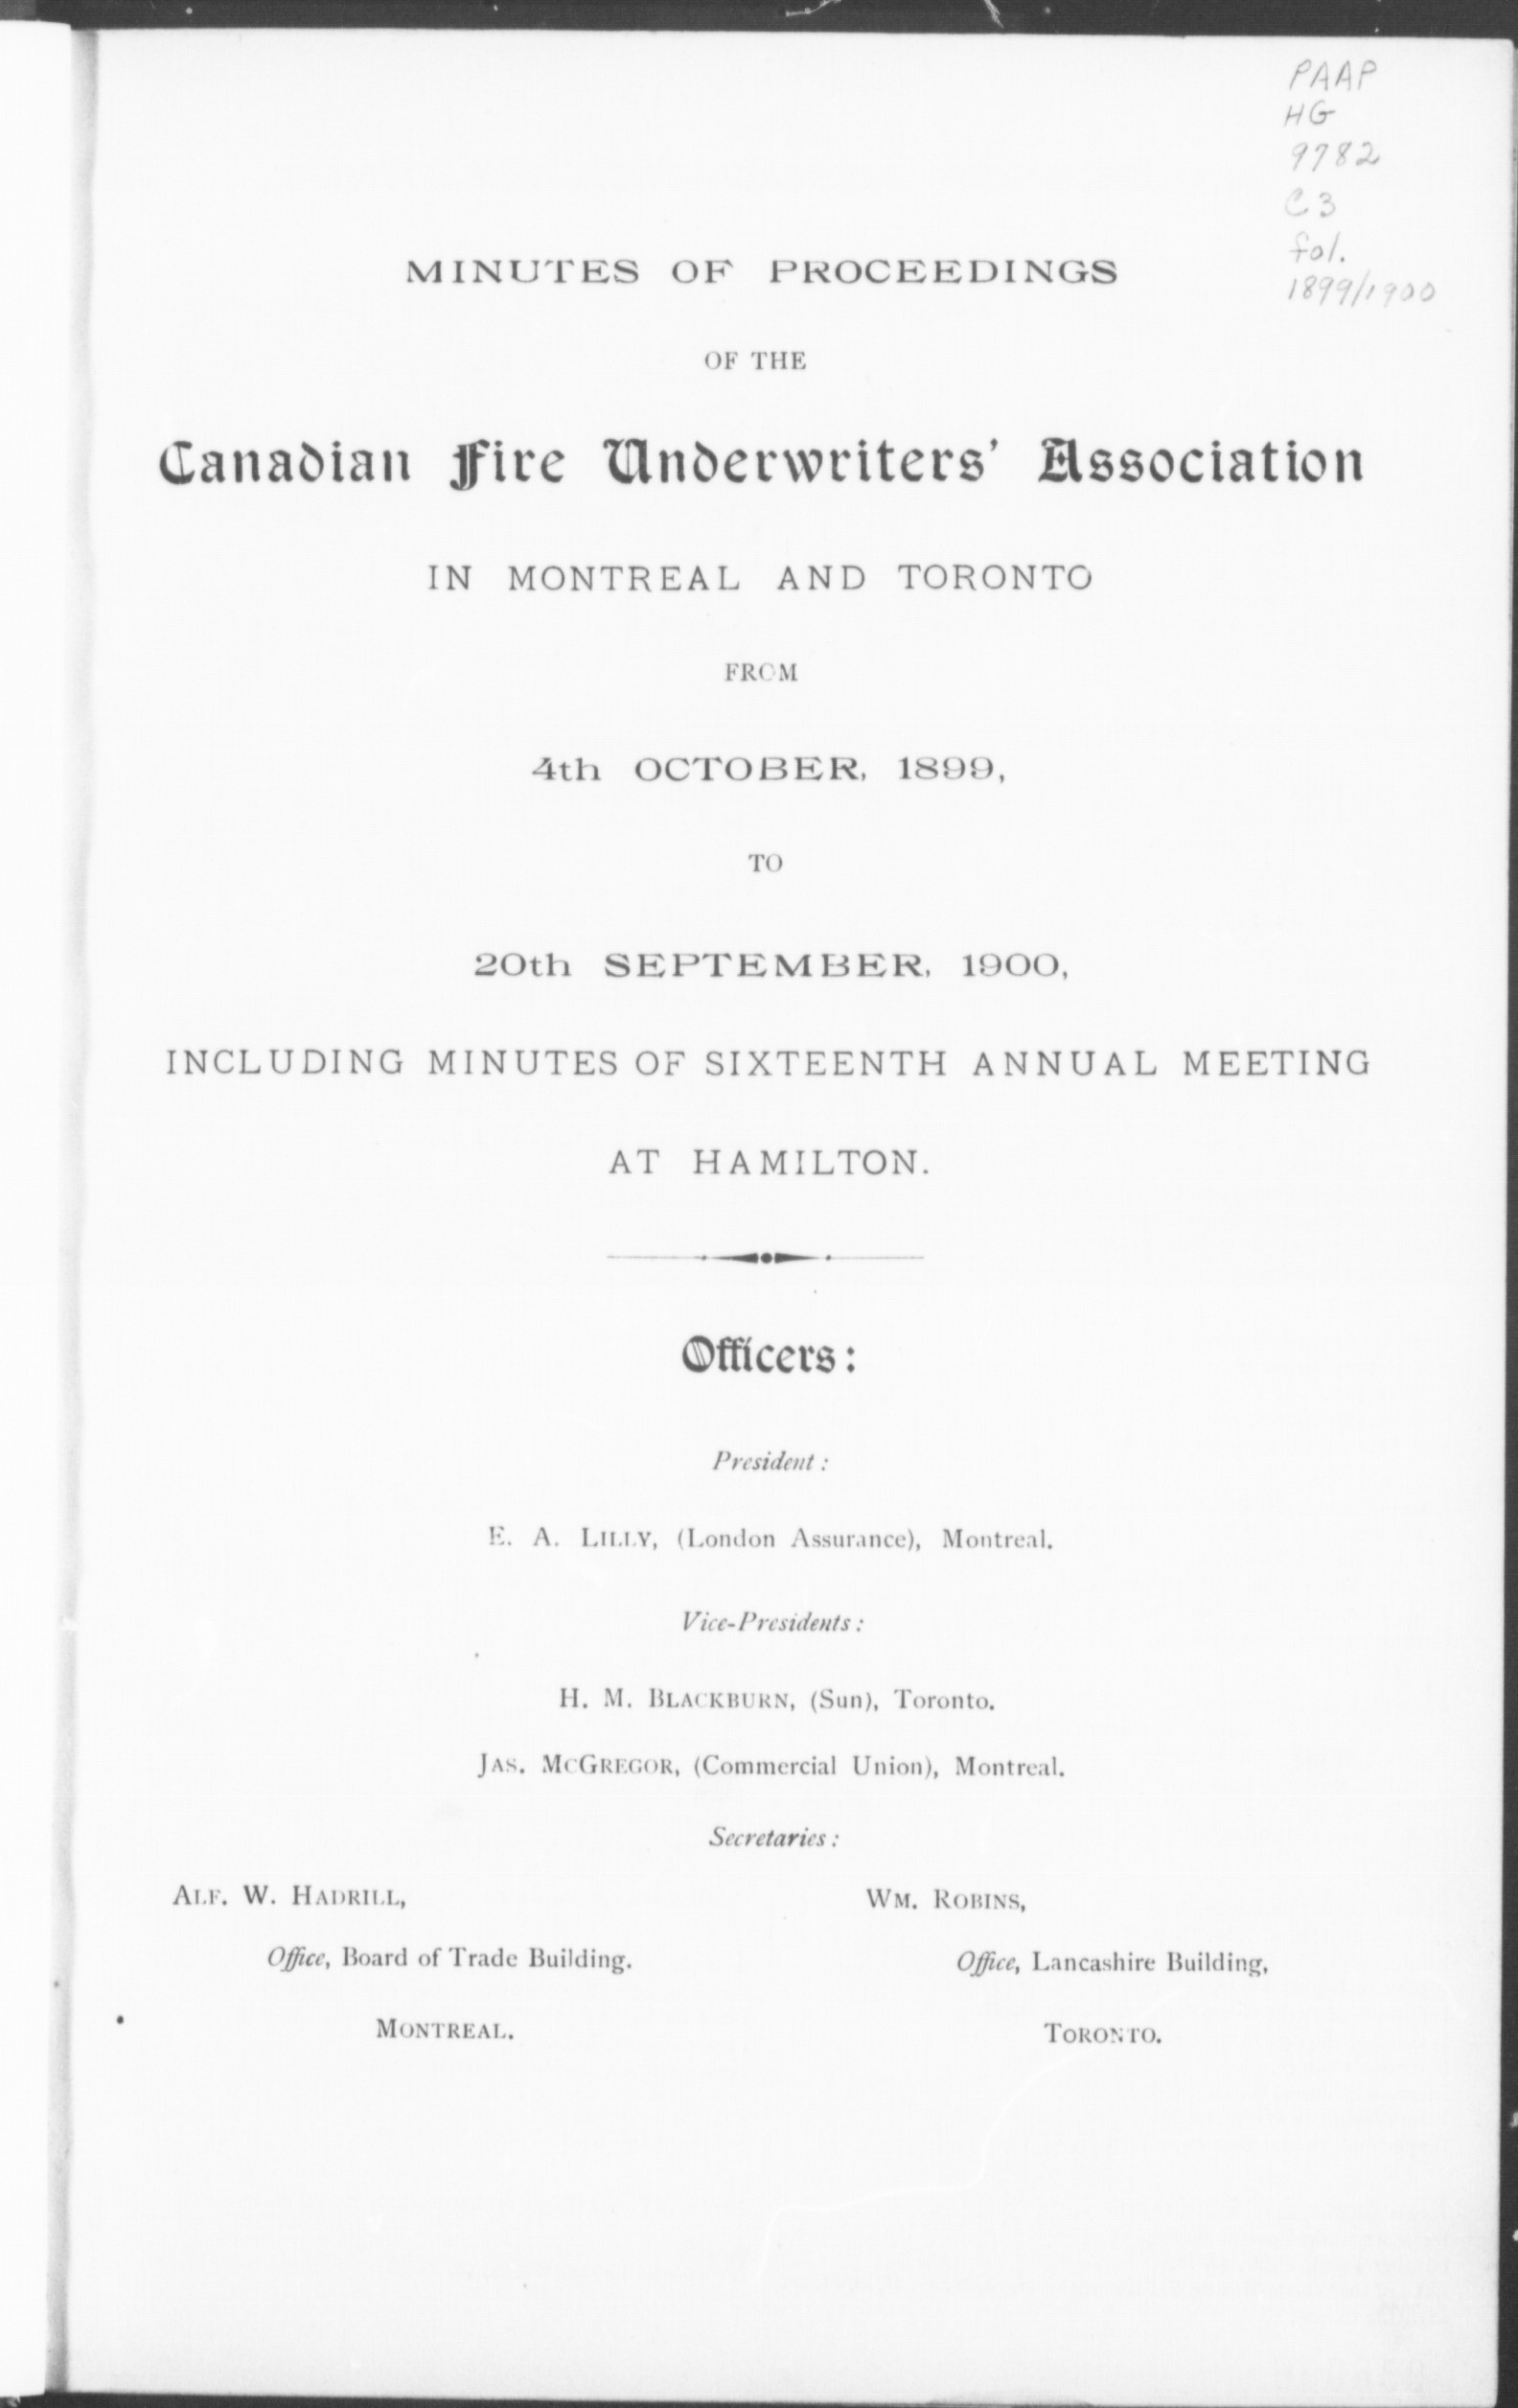 PAAP
HG
9782
C3
fol.
1899/1900
MINUTES OF PROCEEDINGS
OF THE
Canadian Fire Underwriters' Association
IN MONTREAL AND TORONTO
FROM
4th OCTOBER, 1899,
TO
20th SEPTEMBER, 1900,
INCLUDING MINUTES OF SIXTEENTH ANNUAL MEETING
AT HAMILTON.
Officers:
President:
E. A. LILLY, (London Assurance), Montreal.
Vice-Presidents:
H. M. BLACKBURN, (Sun), Toronto.
JAS. MCGREGOR, (Commercial Union), Montreal.
Secretaries:
ALF. W. HADRILL,
Office, Board of Trade Building.
MONTREAL.
WM. ROBINS,
Office, Lancashire Building,
TORONTO.